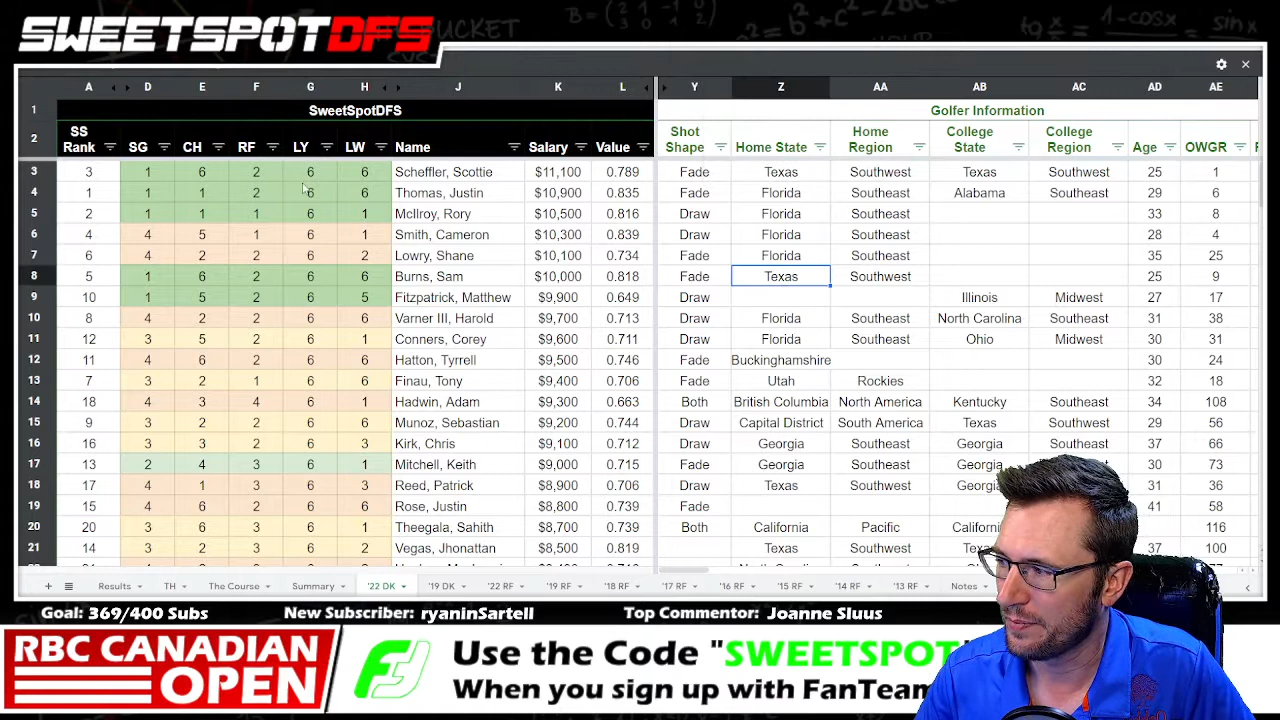 SWEETSPOTDFS
A D E F G H J K L Y Z AA AB AC AD AE
1 SweetSpotDFS Golfer Information
2 SS Rank SG CH RF LY LW Name Salary Value Shot Shape Home State Home Region College State College Region Age OWGR
3 3 1 6 2 6 6 Scheffler, Scottie $11,100 0.789 Fade Texas Southwest Texas Southwest 25 1
4 1 1 1 2 6 6 Thomas, Justin $10,900 0.835 Fade Florida Southeast Alabama Southeast 29 6
5 2 1 1 1 6 1 McIlroy, Rory $10,500 0.816 Draw Florida Southeast 33 8
6 4 4 5 1 6 6 Smith, Cameron $10,300 0.839 Draw Florida Southeast 28 4
7 6 4 2 2 6 6 Lowry, Shane $10,100 0.734 Fade Florida Southeast 35 25
8 5 1 6 2 6 6 Burns, Sam $10,000 0.818 Fade Texas Southwest 25 9
9 10 1 5 2 6 5 Fitzpatrick, Matthew $9,900 0.649 Draw Illinois Midwest 27 17
10 8 4 2 2 6 6 Varner III, Harold $9,700 0.713 Draw Florida Southeast North Carolina Southeast 31 38
11 12 3 5 2 6 1 Conners, Corey $9,600 0.711 Draw Florida Southeast Ohio Midwest 30 31
12 11 4 6 2 6 6 Hatton, Tyrrell $9,500 0.746 Fade Buckinghamshire 30 24
13 7 3 2 1 6 6 Finau, Tony $9,400 0.706 Fade Utah Rockies 32 18
14 18 4 3 4 6 1 Hadwin, Adam $9,300 0.663 Both British Columbia North America Kentucky Southeast 34 108
15 9 3 2 2 6 6 Munoz, Sebastian $9,200 0.744 Draw Capital District South America Texas Southwest 29 56
16 16 3 3 2 6 3 Kirk, Chris $9,100 0.712 Draw Georgia Southeast Georgia Southeast 37 66
17 13 2 4 3 6 1 Mitchell, Keith $9,000 0.715 Fade Georgia Southeast Georgia 30 73
18 17 4 1 3 6 6 Reed, Patrick $8,900 0.706 Draw Texas Southwest 31 36
19 15 4 6 2 6 6 Rose, Justin $8,800 0.739 Fade 41 58
20 20 3 6 3 6 1 Theegala, Sahith $8,700 0.739 Both California Pacific 116
21 14 3 2 3 6 2 Vegas, Jhonattan $8,500 0.819 Texas Southwest 37 100
Results TH The Course Summary '22 DK '19 DK '22 RF '19 RF '18 RF '17 RF '16 RF '15 RF '14 RF '13 RF Notes
Goal: 369/400 Subs New Subscriber: ryaninSartell Top Commentor: Joanne Sluus
RBC CANADIAN
OPEN
Use the Code "SWEETSPOT
When you sign up with FanTeam